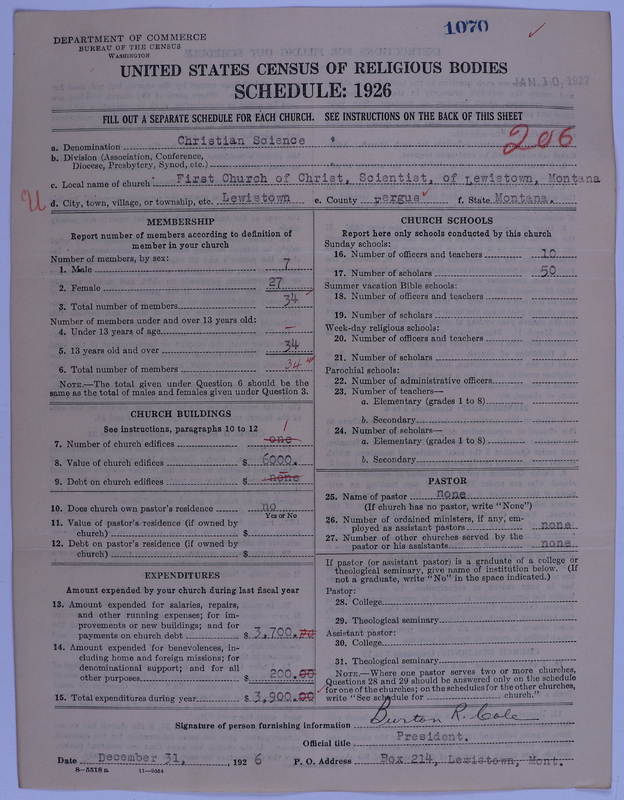 1070
DEPARTMENT OF COMMERCE
BUREAU OF THE CENSUS
WASHINGTON
UNITED STATES CENSUS OF RELIGIOUS BODIES
SCHEDULE: 1926
JAN 10, 1927
FILL OUT A SEPARATE SCHEDULE FOR EACH CHURCH. SEE INSTRUCTIONS ON THE BACK OF THIS SHEET
206
a. Denomination Christian Science
b. Division (Association, Conference,
Diocese, Presbytery, Synod, etc.)
c. Local name of church First Church of Christ, Scientist, of Lewistown, Montana
U d. City, town, village, or township, etc. Lewistown e. County Fergus f. State Montana.
MEMBERSHIP
Report number of members according to definition of
member in your church
Number of members, by sex:
1. Male 7
2. Female 27
3. Total number of members 34
Number of members under and over 13 years old:
4. Under 13 years of age —
5. 13 years old and over 34
6. Total number of members 34
NOTE.—The total given under Question 6 should be the
same as the total of males and females given under Question 3.
CHURCH BUILDINGS
See instructions, paragraphs 10 to 12
7. Number of church edifices one 1
8. Value of church edifices $ 6000.
9. Debt on church edifices $ none
10. Does church own pastor's residence no
Yes or No
11. Value of pastor's residence (if owned by
church) $
12. Debt on pastor's residence (if owned by
church) $
EXPENDITURES
Amount expended by your church during last fiscal year
13. Amount expended for salaries, repairs,
and other running expenses; for im-
provements or new buildings; and for
payments on church debt $ 3,700.00
14. Amount expended for benevolences, in-
cluding home and foreign missions; for
denominational support; and for all
other purposes $ 200.00
15. Total expenditures during year $ 3,900.00
CHURCH SCHOOLS
Report here only schools conducted by this church
Sunday schools:
16. Number of officers and teachers 10
17. Number of scholars 50
Summer vacation Bible schools:
18. Number of officers and teachers
19. Number of scholars
Week-day religious schools:
20. Number of officers and teachers
21. Number of scholars
Parochial schools:
22. Number of administrative officers
23. Number of teachers—
a. Elementary (grades 1 to 8)
b. Secondary
24. Number of scholars—
a. Elementary (grades 1 to 8)
b. Secondary
PASTOR
25. Name of pastor none
(If church has no pastor, write "None")
26. Number of ordained ministers, if any, em-
ployed as assistant pastors none
27. Number of other churches served by the
pastor or his assistants none
If pastor (or assistant pastor) is a graduate of a college or
theological seminary, give name of institution below. (If
not a graduate, write "No" in the space indicated.)
Pastor:
28. College
29. Theological seminary
Assistant pastor:
30. College
31. Theological seminary
NOTE.—Where one pastor serves two or more churches,
Questions 28 and 29 should be answered only on the schedule
for one of the churches; on the schedules for the other churches,
write "See schedule for church."
Signature of person furnishing information Burton R. Cole
Official title President.
Date December 31, , 192 6 P. O. Address Box 214, Lewistown, Mont.
8—5518 a 11—9054